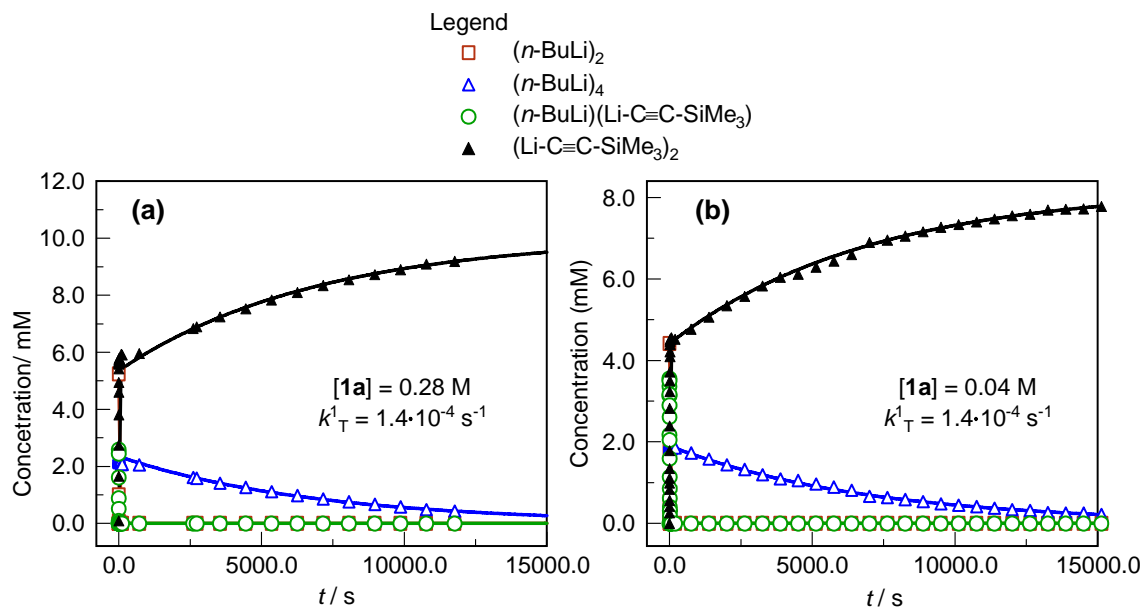 Legend
(n-BuLi)2
(n-BuLi)4
(n-BuLi)(Li-C≡C-SiMe3)
(Li-C≡C-SiMe3)2
(a)
12.0
10.0
8.0
6.0
4.0
2.0
0.0
Concetration/ mM
[1a] = 0.28 M
k¹T = 1.4·10⁻⁴ s⁻¹
0.0 5000.0 10000.0 15000.0
t / s
(b)
8.0
6.0
4.0
2.0
0.0
Concentration (mM)
[1a] = 0.04 M
k¹T = 1.4·10⁻⁴ s⁻¹
0.0 5000.0 10000.0 15000.0
t / s